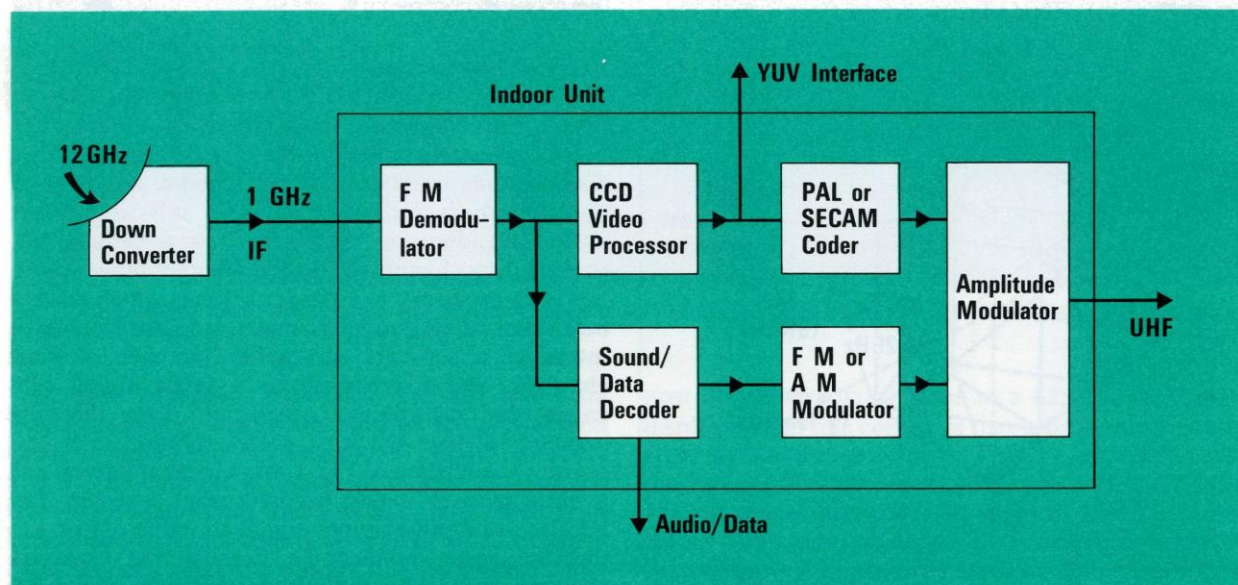 YUV Interface
Indoor Unit
12 GHz
Down
Converter
1 GHz
IF
F M
Demodu-
lator
CCD
Video
Processor
PAL or
SECAM
Coder
Amplitude
Modulator
UHF
Sound/
Data
Decoder
F M or
A M
Modulator
Audio/Data